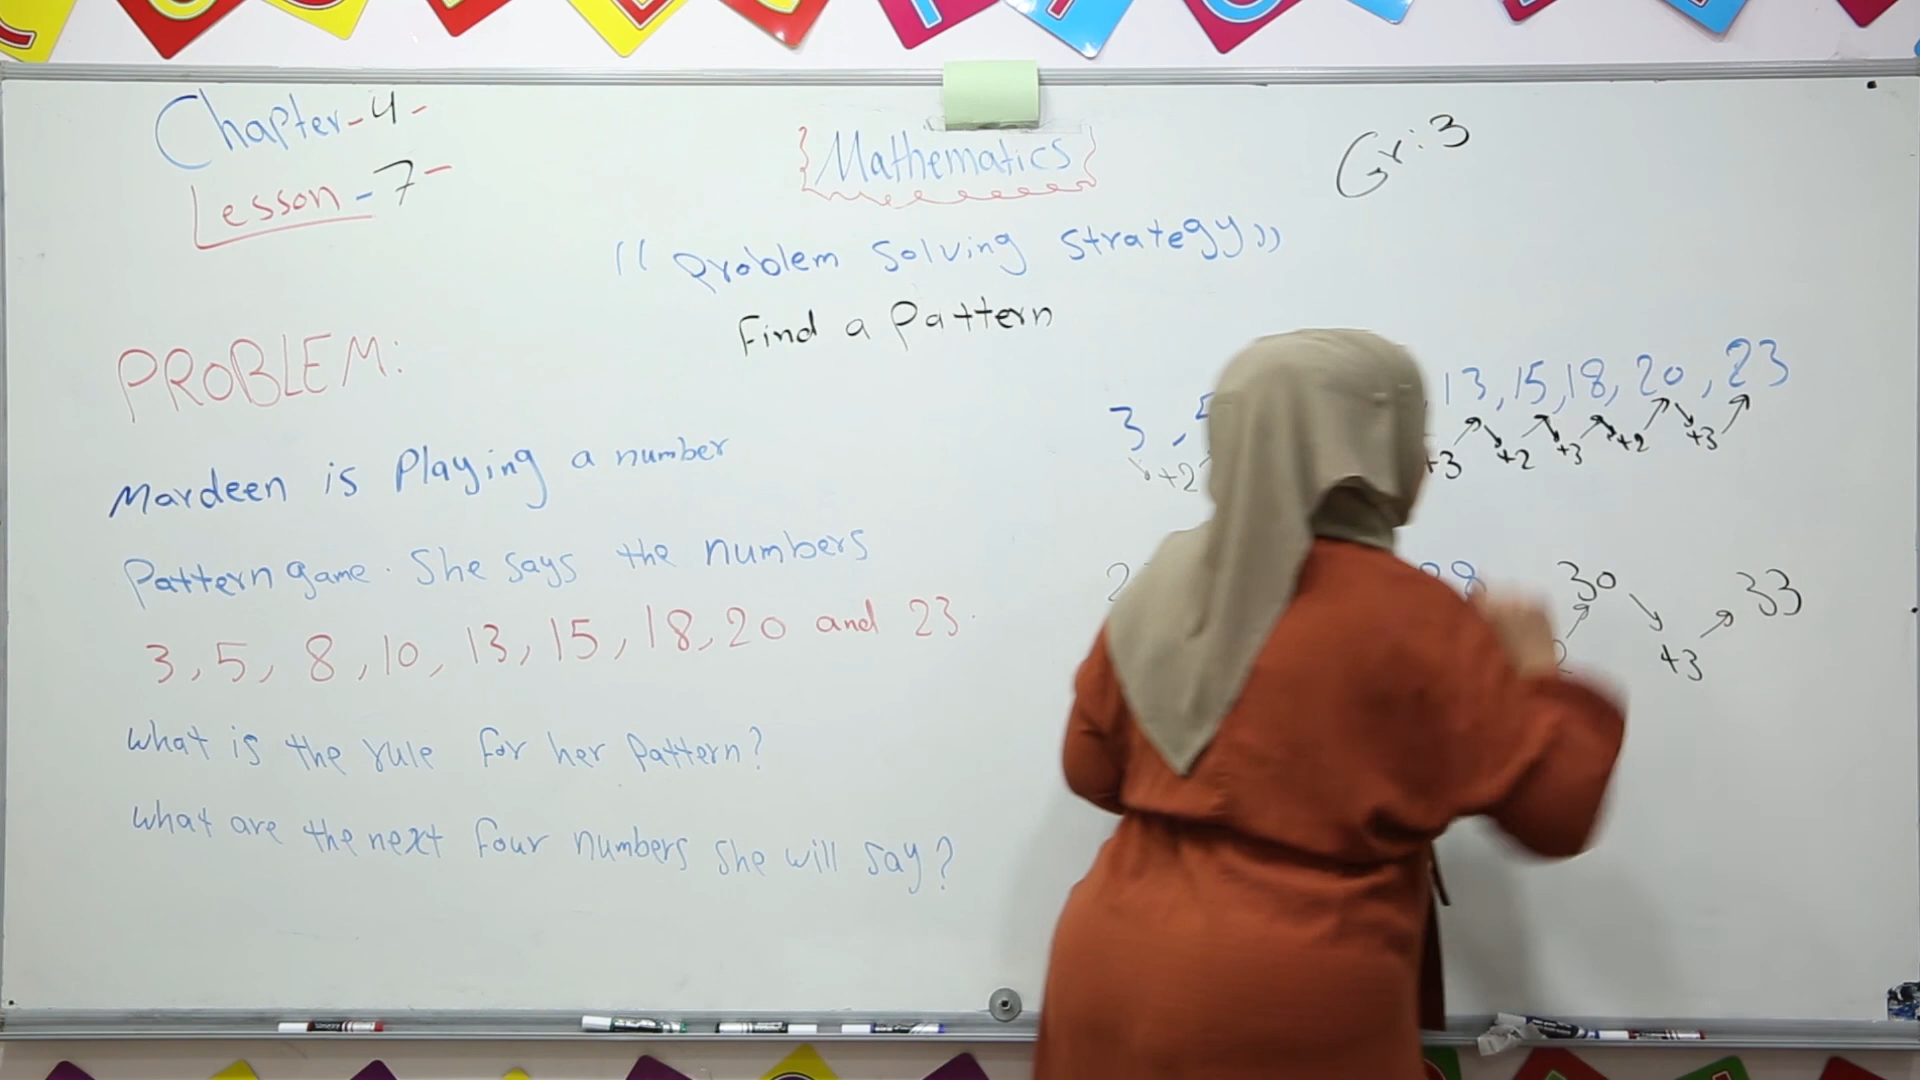 Chapter-4-
Lesson-7-
Mathematics
Gr:3
((Problem Solving Strategy))
Find a Pattern
PROBLEM:
Mardeen is Playing a number
Pattern game. She says the numbers
3, 5, 8, 10, 13, 15, 18, 20 and 23.
what is the rule for her Pattern?
what are the next four numbers she will say?
3, 5
13, 15, 18, 20, 23
+2
+3 +2 +3 +2 +3
28 30 33
+3